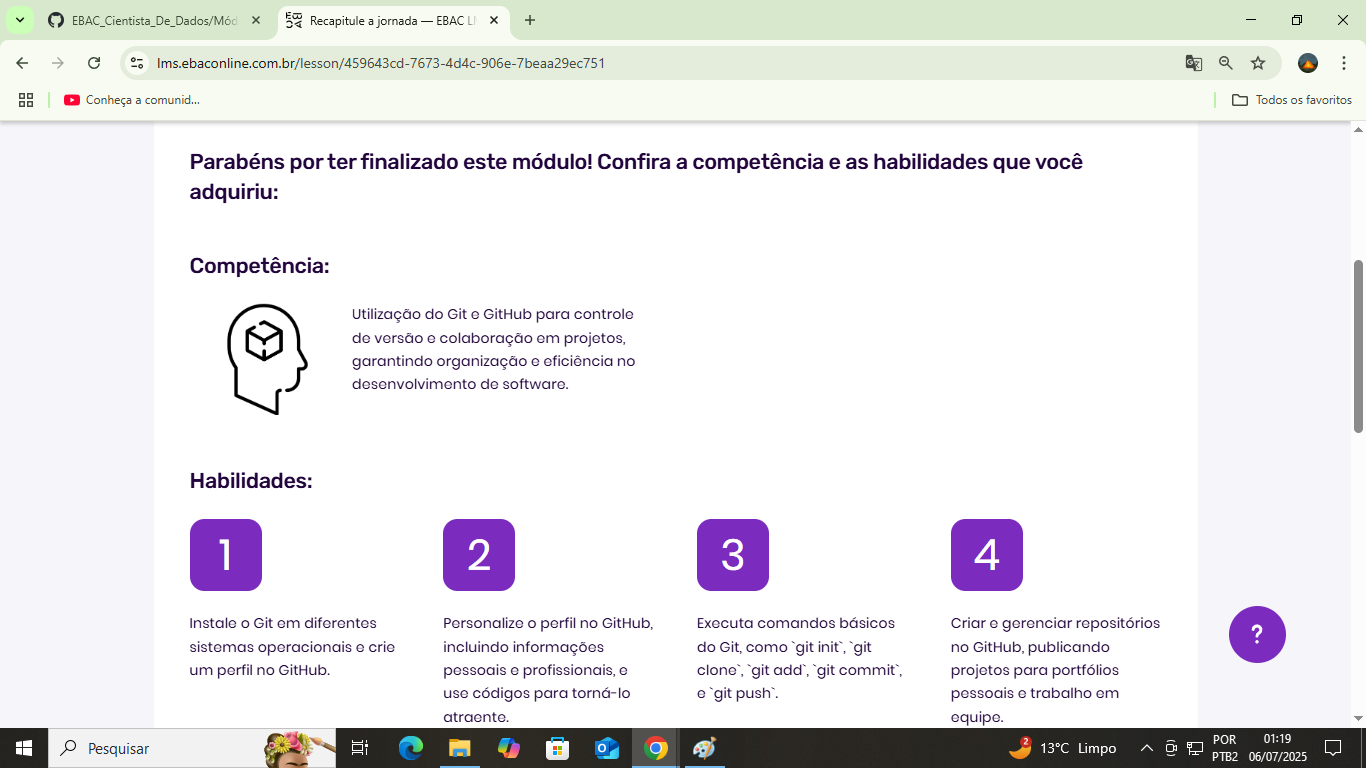 EBAC_Cientista_De_Dados/Mód
Recapitule a jornada — EBAC LM
lms.ebaconline.com.br/lesson/459643cd-7673-4d4c-906e-7beaa29ec751
Conheça a comunid...
Todos os favoritos
Parabéns por ter finalizado este módulo! Confira a competência e as habilidades que você
adquiriu:
Competência:
Utilização do Git e GitHub para controle
de versão e colaboração em projetos,
garantindo organização e eficiência no
desenvolvimento de software.
Habilidades:
1
2
3
4
Instale o Git em diferentes
sistemas operacionais e crie
um perfil no GitHub.
Personalize o perfil no GitHub,
incluindo informações
pessoais e profissionais, e
use códigos para torná-lo
atraente.
Executa comandos básicos
do Git, como `git init`, `git
clone`, `git add`, `git commit`,
e `git push`.
Criar e gerenciar repositórios
no GitHub, publicando
projetos para portfólios
pessoais e trabalho em
equipe.
?
Pesquisar
2
13°C Limpo
POR
PTB2
01:19
06/07/2025